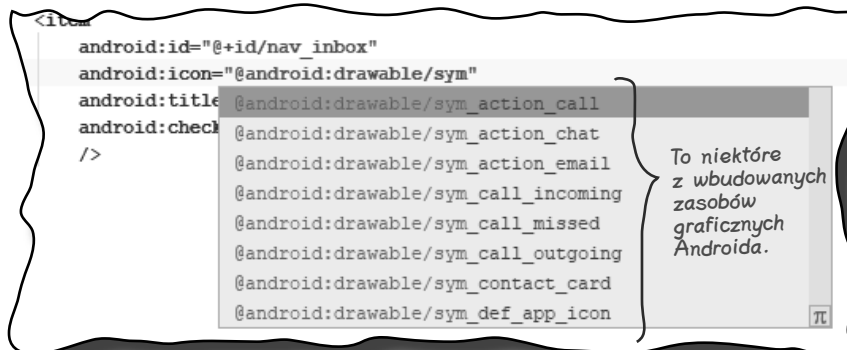 <item
android:id="@+id/nav_inbox"
android:icon="@android:drawable/sym"
android:title
android:check
/>
@android:drawable/sym_action_call
@android:drawable/sym_action_chat
@android:drawable/sym_action_email
@android:drawable/sym_call_incoming
@android:drawable/sym_call_missed
@android:drawable/sym_call_outgoing
@android:drawable/sym_contact_card
@android:drawable/sym_def_app_icon
π
To niektóre
z wbudowanych
zasobów
graficznych
Androida.